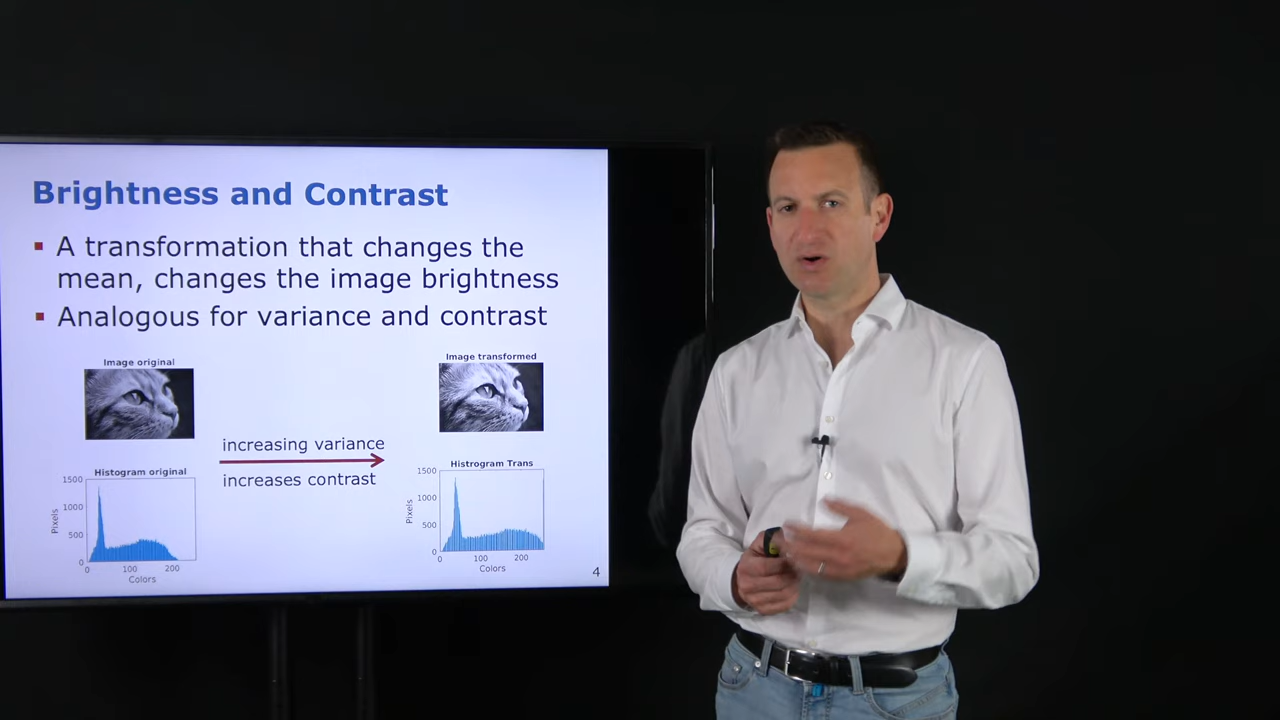 Brightness and Contrast
▪ A transformation that changes the
mean, changes the image brightness
▪ Analogous for variance and contrast
Image original
Image transformed
increasing variance
increases contrast
Histogram original
1500
1000
500
0
Pixels
0 100 200
Colors
Histrogram Trans
1500
1000
500
0
Pixels
0 100 200
Colors
4